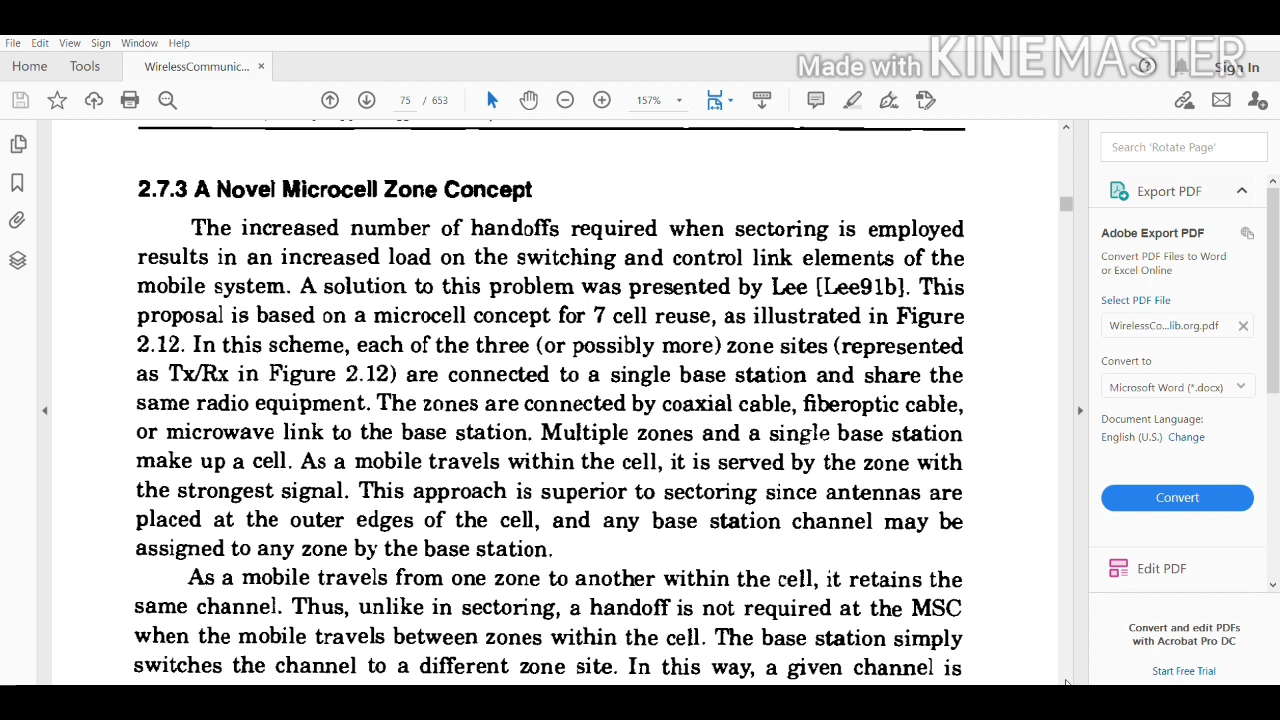 File Edit View Sign Window Help
Made with KINEMASTER
Home Tools WirelessCommunic... × Sign In
75 / 653 157%
2.7.3 A Novel Microcell Zone Concept
The increased number of handoffs required when sectoring is employed
results in an increased load on the switching and control link elements of the
mobile system. A solution to this problem was presented by Lee [Lee91b]. This
proposal is based on a microcell concept for 7 cell reuse, as illustrated in Figure
2.12. In this scheme, each of the three (or possibly more) zone sites (represented
as Tx/Rx in Figure 2.12) are connected to a single base station and share the
same radio equipment. The zones are connected by coaxial cable, fiberoptic cable,
or microwave link to the base station. Multiple zones and a single base station
make up a cell. As a mobile travels within the cell, it is served by the zone with
the strongest signal. This approach is superior to sectoring since antennas are
placed at the outer edges of the cell, and any base station channel may be
assigned to any zone by the base station.
As a mobile travels from one zone to another within the cell, it retains the
same channel. Thus, unlike in sectoring, a handoff is not required at the MSC
when the mobile travels between zones within the cell. The base station simply
switches the channel to a different zone site. In this way, a given channel is
Search 'Rotate Page'
Export PDF
Adobe Export PDF
Convert PDF Files to Word
or Excel Online
Select PDF File
WirelessCo...lib.org.pdf ×
Convert to
Microsoft Word (*.docx)
Document Language:
English (U.S.) Change
Convert
Edit PDF
Convert and edit PDFs
with Acrobat Pro DC
Start Free Trial